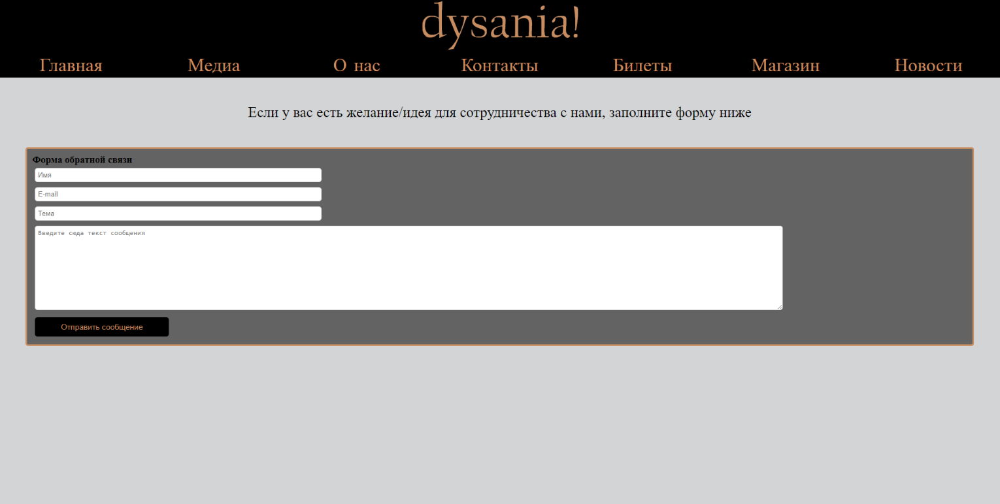 dysania!
Главная Медиа О нас Контакты Билеты Магазин Новости
Если у вас есть желание/идея для сотрудничества с нами, заполните форму ниже
Форма обратной связи
Имя
E-mail
Тема
Введите сюда текст сообщения
Отправить сообщение